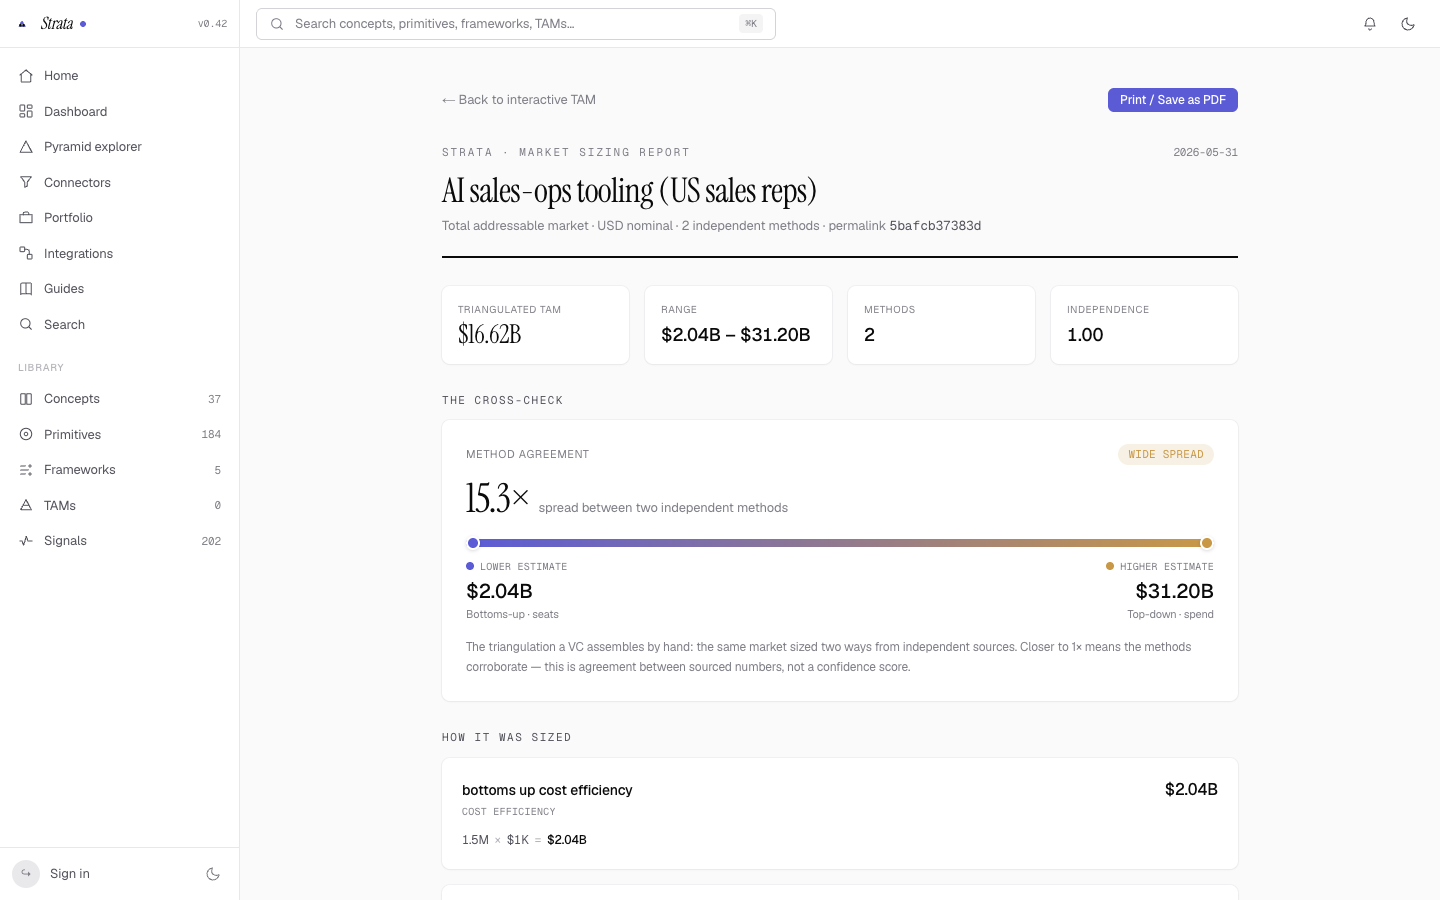 Strata
v0.42
Search concepts, primitives, frameworks, TAMs...
⌘K
Home
Dashboard
Pyramid explorer
Connectors
Portfolio
Integrations
Guides
Search
LIBRARY
Concepts 37
Primitives 184
Frameworks 5
TAMs 0
Signals 202
Sign in
← Back to interactive TAM
Print / Save as PDF
STRATA · MARKET SIZING REPORT
2026-05-31
AI sales-ops tooling (US sales reps)
Total addressable market · USD nominal · 2 independent methods · permalink 5bafcb37383d
TRIANGULATED TAM
$16.62B
RANGE
$2.04B – $31.20B
METHODS
2
INDEPENDENCE
1.00
THE CROSS-CHECK
METHOD AGREEMENT
WIDE SPREAD
15.3× spread between two independent methods
LOWER ESTIMATE
$2.04B
Bottoms-up · seats
HIGHER ESTIMATE
$31.20B
Top-down · spend
The triangulation a VC assembles by hand: the same market sized two ways from independent sources. Closer to 1× means the methods
corroborate — this is agreement between sourced numbers, not a confidence score.
HOW IT WAS SIZED
bottoms up cost efficiency
$2.04B
COST EFFICIENCY
1.5M × $1K = $2.04B